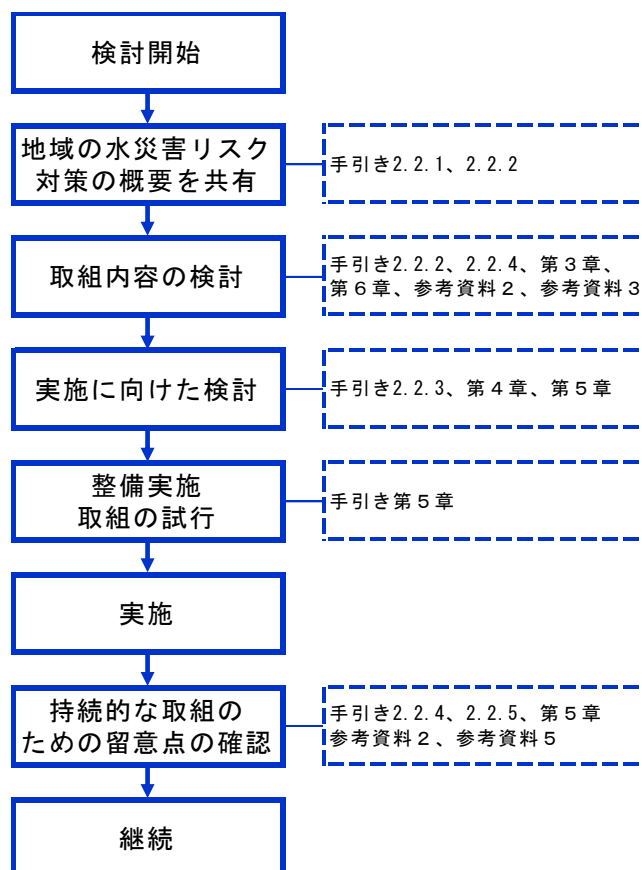 検討開始
地域の水災害リスク
対策の概要を共有
手引き2.2.1、2.2.2
取組内容の検討
手引き2.2.2、2.2.4、第３章、
第６章、参考資料２、参考資料３
実施に向けた検討
手引き2.2.3、第４章、第５章
整備実施
取組の試行
手引き第５章
実施
持続的な取組の
ための留意点の確認
手引き2.2.4、2.2.5、第５章
参考資料２、参考資料５
継続